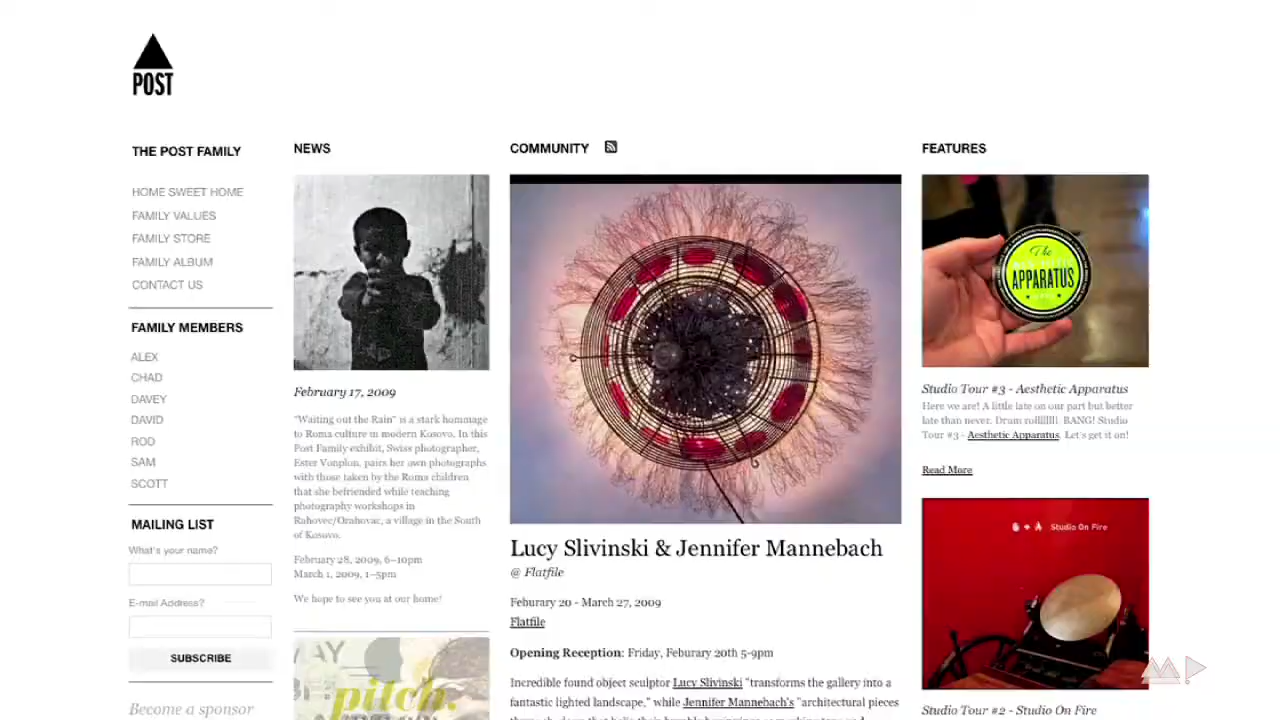 POST
THE POST FAMILY
HOME SWEET HOME
FAMILY VALUES
FAMILY STORE
FAMILY ALBUM
CONTACT US
FAMILY MEMBERS
ALEX
CHAD
DAVEY
DAVID
ROD
SAM
SCOTT
MAILING LIST
What's your name?
E-mail Address?
SUBSCRIBE
Become a sponsor
NEWS
February 17, 2009
"Waiting out the Rain" is a stark hommage
to Roma culture in modern Kosovo. In this
Post Family exhibit, Swiss photographer,
Ester Vonplon, pairs her own photographs
with those taken by the Roma children
that she befriended while teaching
photography workshops in
Rahovec/Orahovac, a village in the South
of Kosovo.
February 28, 2009, 6–10pm
March 1, 2009, 1–5pm
We hope to see you at our home!
pitch.
COMMUNITY
Lucy Slivinski & Jennifer Mannebach
@ Flatfile
Feburary 20 - March 27, 2009
Flatfile
Opening Reception: Friday, Feburary 20th 5-9pm
Incredible found object sculptor Lucy Slivinski "transforms the gallery into a
fantastic lighted landscape," while Jennifer Mannebach's "architectural pieces
FEATURES
The
APPARATUS
Studio Tour #3 - Aesthetic Apparatus
Here we are! A little late on our part but better
late than never. Drum rollllllll. BANG! Studio
Tour #3 - Aesthetic Apparatus. Let's get it on!
Read More
Studio On Fire
Studio Tour #2 - Studio On Fire